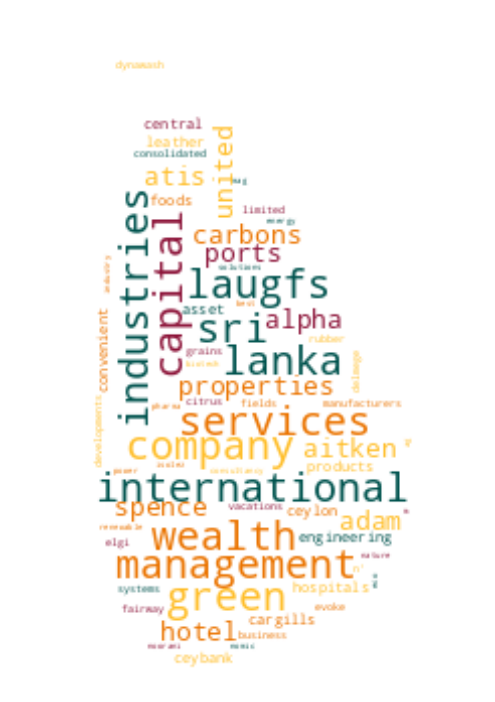 dynawash
central
leather
consolidated
atis
united
foods
limited
energy
carbons
ports
industries
capital
solutions
industry
laugfs
best
asset
sri
alpha
rubber
convenient
grains
lanka
biotech
delmege
properties
citrus
fields
manufacturers
pharma
developments
services
company
aitken
products
power
consultancy
international
spence
vacations
ceylon
adam
renewable
wealth
engineering
elgi
management
nature
systems
green
hospitals
fairway
evoke
cargills
hotel
business
noorani
ceybank